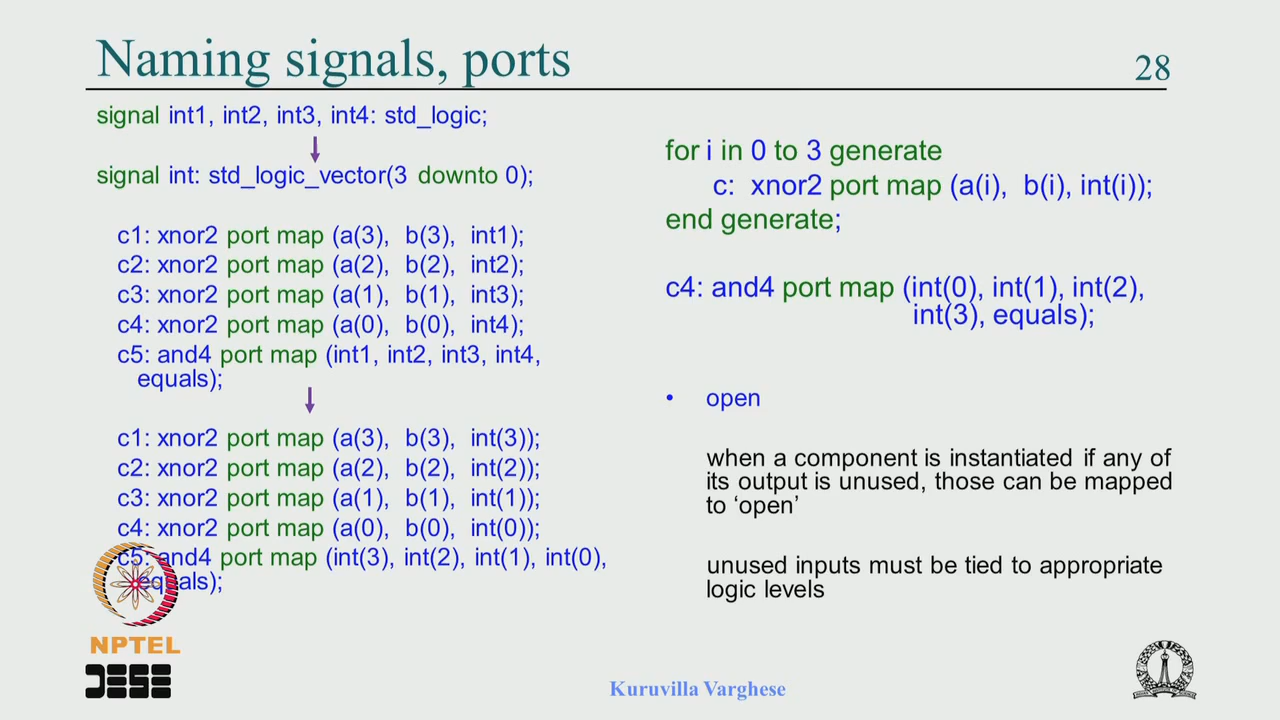 Naming signals, ports
28
signal int1, int2, int3, int4: std_logic;
signal int: std_logic_vector(3 downto 0);
c1: xnor2 port map (a(3), b(3), int1);
c2: xnor2 port map (a(2), b(2), int2);
c3: xnor2 port map (a(1), b(1), int3);
c4: xnor2 port map (a(0), b(0), int4);
c5: and4 port map (int1, int2, int3, int4,
equals);
c1: xnor2 port map (a(3), b(3), int(3));
c2: xnor2 port map (a(2), b(2), int(2));
c3: xnor2 port map (a(1), b(1), int(1));
c4: xnor2 port map (a(0), b(0), int(0));
c5: and4 port map (int(3), int(2), int(1), int(0),
equals);
for i in 0 to 3 generate
c: xnor2 port map (a(i), b(i), int(i));
end generate;
c4: and4 port map (int(0), int(1), int(2),
int(3), equals);
• open
when a component is instantiated if any of
its output is unused, those can be mapped
to ‘open’
unused inputs must be tied to appropriate
logic levels
NPTEL
DESE
Kuruvilla Varghese